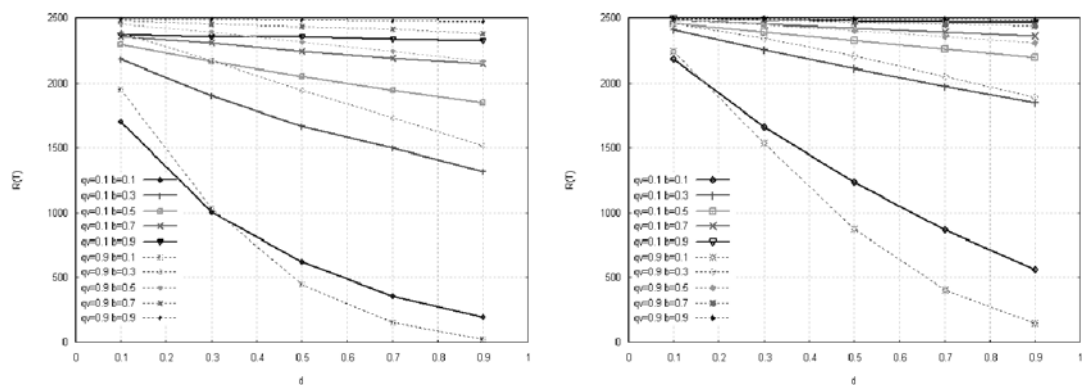 2500
2000
1500
1000
500
0
R(T)
qv=0.1 b=0.1
qv=0.1 b=0.3
qv=0.1 b=0.5
qv=0.1 b=0.7
qv=0.1 b=0.9
qv=0.9 b=0.1
qv=0.9 b=0.3
qv=0.9 b=0.5
qv=0.9 b=0.7
qv=0.9 b=0.9
0 0.1 0.2 0.3 0.4 0.5 0.6 0.7 0.8 0.9 1
d
2500
2000
1500
1000
500
0
R(T)
qv=0.1 b=0.1
qv=0.1 b=0.3
qv=0.1 b=0.5
qv=0.1 b=0.7
qv=0.1 b=0.9
qv=0.9 b=0.1
qv=0.9 b=0.3
qv=0.9 b=0.5
qv=0.9 b=0.7
qv=0.9 b=0.9
0 0.1 0.2 0.3 0.4 0.5 0.6 0.7 0.8 0.9 1
d